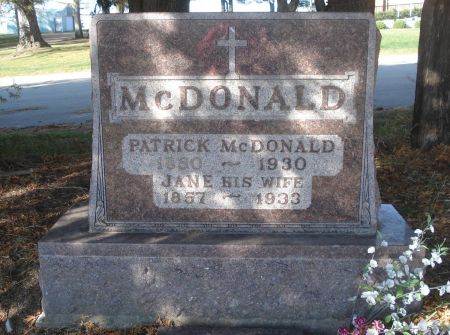 McDONALD
PATRICK McDONALD
1850 ~ 1930
JANE HIS WIFE
1857 ~ 1933